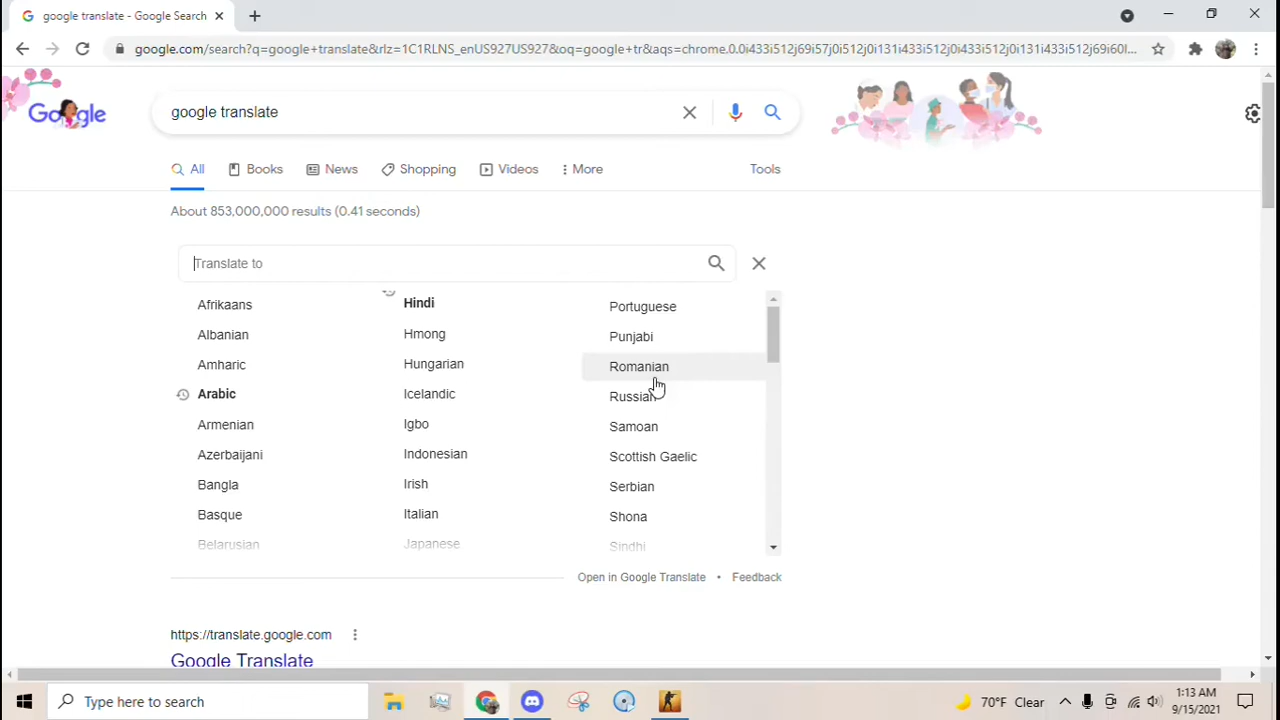 google translate - Google Search
google.com/search?q=google+translate&rlz=1C1RLNS_enUS927US927&oq=google+tr&aqs=chrome.0.0i433i512j69i57j0i512j0i131i433i512j0i131i433i512j69i60l...
Google
google translate
All
Books
News
Shopping
Videos
More
Tools
About 853,000,000 results (0.41 seconds)
Translate to
Afrikaans
Albanian
Amharic
Arabic
Armenian
Azerbaijani
Bangla
Basque
Belarusian
Hindi
Hmong
Hungarian
Icelandic
Igbo
Indonesian
Irish
Italian
Japanese
Portuguese
Punjabi
Romanian
Russian
Samoan
Scottish Gaelic
Serbian
Shona
Sindhi
Open in Google Translate • Feedback
https://translate.google.com
Google Translate
Type here to search
70°F Clear
1:13 AM
9/15/2021